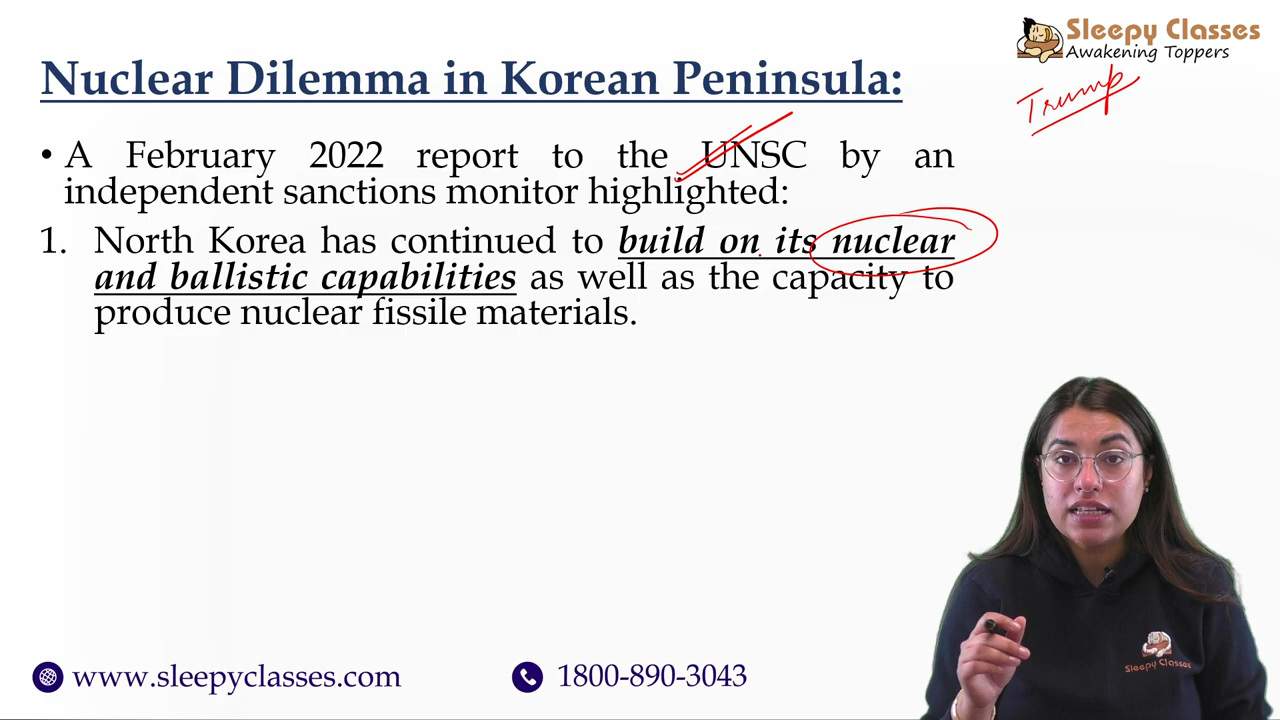 Sleepy Classes
Awakening Toppers
Trump
Nuclear Dilemma in Korean Peninsula:
• A February 2022 report to the UNSC by an
independent sanctions monitor highlighted:
1. North Korea has continued to build on its nuclear
and ballistic capabilities as well as the capacity to
produce nuclear fissile materials.
Sleepy Classes
www.sleepyclasses.com
1800-890-3043